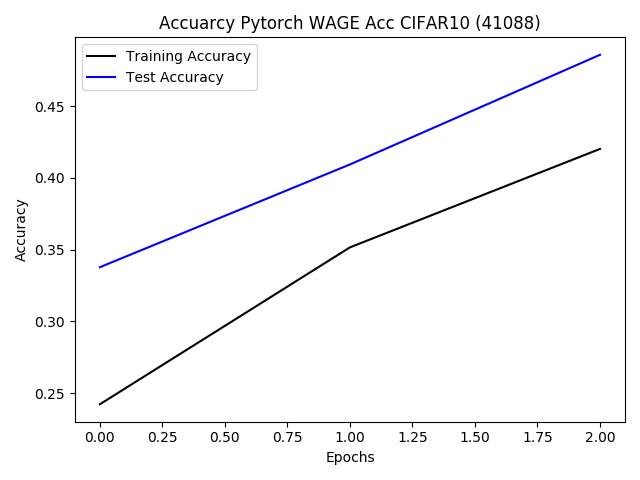 Accuarcy Pytorch WAGE Acc CIFAR10 (41088)
Training Accuracy
Test Accuracy
Accuracy
0.45
0.40
0.35
0.30
0.25
0.00 0.25 0.50 0.75 1.00 1.25 1.50 1.75 2.00
Epochs